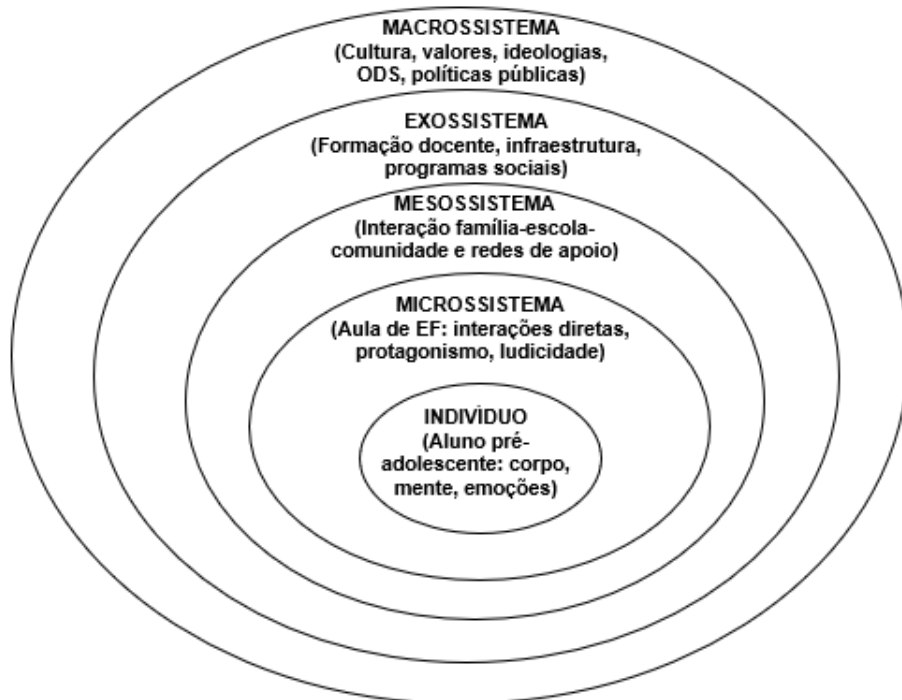 MACROSSISTEMA
(Cultura, valores, ideologias,
ODS, políticas públicas)
EXOSSISTEMA
(Formação docente, infraestrutura,
programas sociais)
MESOSSISTEMA
(Interação família-escola-
comunidade e redes de apoio)
MICROSSISTEMA
(Aula de EF: interações diretas,
protagonismo, ludicidade)
INDIVÍDUO
(Aluno pré-
adolescente: corpo,
mente, emoções)